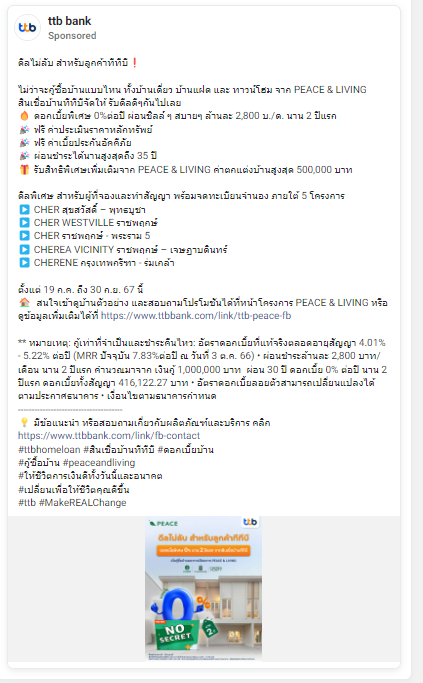 ttb
ttb bank
Sponsored
ดีลไม่ลับ สำหรับลูกค้าทีทีบี❗
ไม่ว่าจะกู้ซื้อบ้านแบบไหน ทั้งบ้านเดี่ยว บ้านแฝด และ ทาวน์โฮม จาก PEACE & LIVING
สินเชื่อบ้านทีทีบีจัดให้ รับดีลดีๆกันไปเลย
🔥 ดอกเบี้ยพิเศษ 0%ต่อปี ผ่อนชิลล์ ๆ สบายๆ ล้านละ 2,800 บ./ด. นาน 2 ปีแรก
🎉 ฟรี ค่าประเมินราคาหลักทรัพย์
🎉 ฟรี ค่าเบี้ยประกันอัคคีภัย
🎉 ผ่อนชำระได้นานสูงสุดถึง 35 ปี
🎁 รับสิทธิพิเศษเพิ่มเติมจาก PEACE & LIVING ค่าตกแต่งบ้านสูงสุด 500,000 บาท
ดีลพิเศษ สำหรับผู้ที่จองและทำสัญญา พร้อมจดทะเบียนจำนอง ภายใต้ 5 โครงการ
▶️ CHER สุขสวัสดิ์ – พุทธบูชา
▶️ CHER WESTVILLE ราชพฤกษ์
▶️ CHER ราชพฤกษ์ - พระราม 5
▶️ CHEREA VICINITY ราชพฤกษ์ – เจษฎาบดินทร์
▶️ CHERENE กรุงเทพกรีฑา - ร่มเกล้า
ตั้งแต่ 19 ก.ค. ถึง 30 ก.ย. 67 นี้
🏠 สนใจเข้าดูบ้านตัวอย่าง และสอบถามโปรโมชันได้ที่หน้าโครงการ PEACE & LIVING หรือ
ดูข้อมูลเพิ่มเติมได้ที่ https://www.ttbbank.com/link/ttb-peace-fb
** หมายเหตุ: กู้เท่าที่จำเป็นและชำระคืนไหว: อัตราดอกเบี้ยที่แท้จริงตลอดอายุสัญญา 4.01%
- 5.22% ต่อปี (MRR ปัจจุบัน 7.83%ต่อปี ณ วันที่ 3 ต.ค. 66) • ผ่อนชำระล้านละ 2,800 บาท/
เดือน นาน 2 ปีแรก คำนวณมาจาก เงินกู้ 1,000,000 บาท ผ่อน 30 ปี ดอกเบี้ย 0% ต่อปี นาน 2
ปีแรก ดอกเบี้ยทั้งสัญญา 416,122.27 บาท • อัตราดอกเบี้ยลอยตัวสามารถเปลี่ยนแปลงได้
ตามประกาศธนาคาร • เงื่อนไขตามธนาคารกำหนด
-----------------------------------
💡 มีข้อแนะนำ หรือสอบถามเกี่ยวกับผลิตภัณฑ์และบริการ คลิก
https://www.ttbbank.com/link/fb-contact
#ttbhomeloan #สินเชื่อบ้านทีทีบี #ดอกเบี้ยบ้าน
#กู้ซื้อบ้าน #peaceandliving
#ให้ชีวิตการเงินดีทั้งวันนี้และอนาคต
#เปลี่ยนเพื่อให้ชีวิตคุณดีขึ้น
#ttb #MakeREALChange
PEACE
ttb
ดีลไม่ลับ สำหรับลูกค้าทีทีบี
0%
NO
SECRET
2